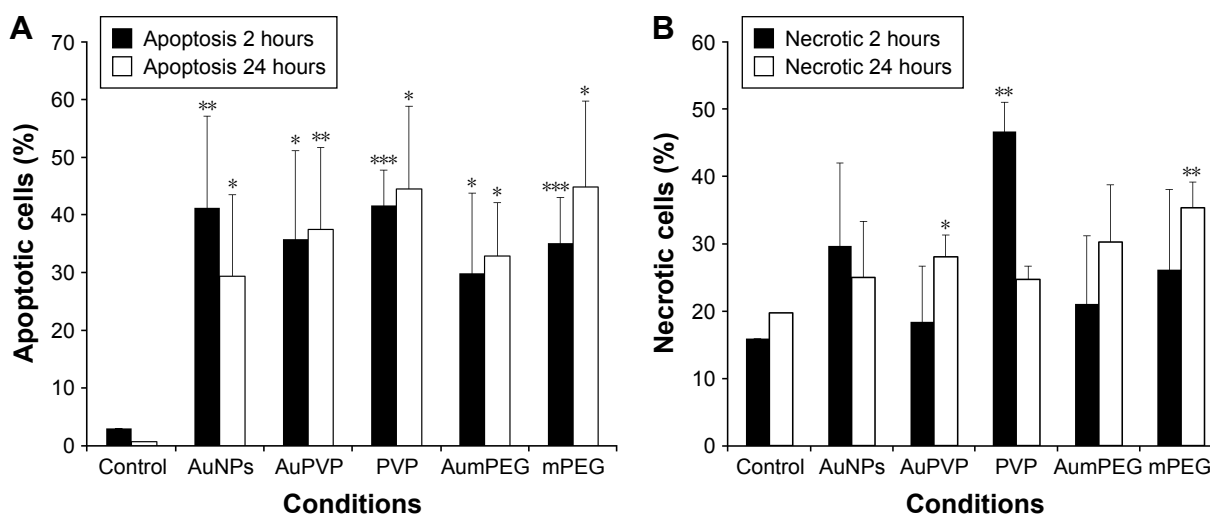 A
Apoptosis 2 hours
Apoptosis 24 hours
Apoptotic cells (%)
70
60
50
40
30
20
10
0
** * * ** *** * * * *** *
Control AuNPs AuPVP PVP AumPEG mPEG
Conditions
B
Necrotic 2 hours
Necrotic 24 hours
Necrotic cells (%)
60
50
40
30
20
10
0
* ** **
Control AuNPs AuPVP PVP AumPEG mPEG
Conditions